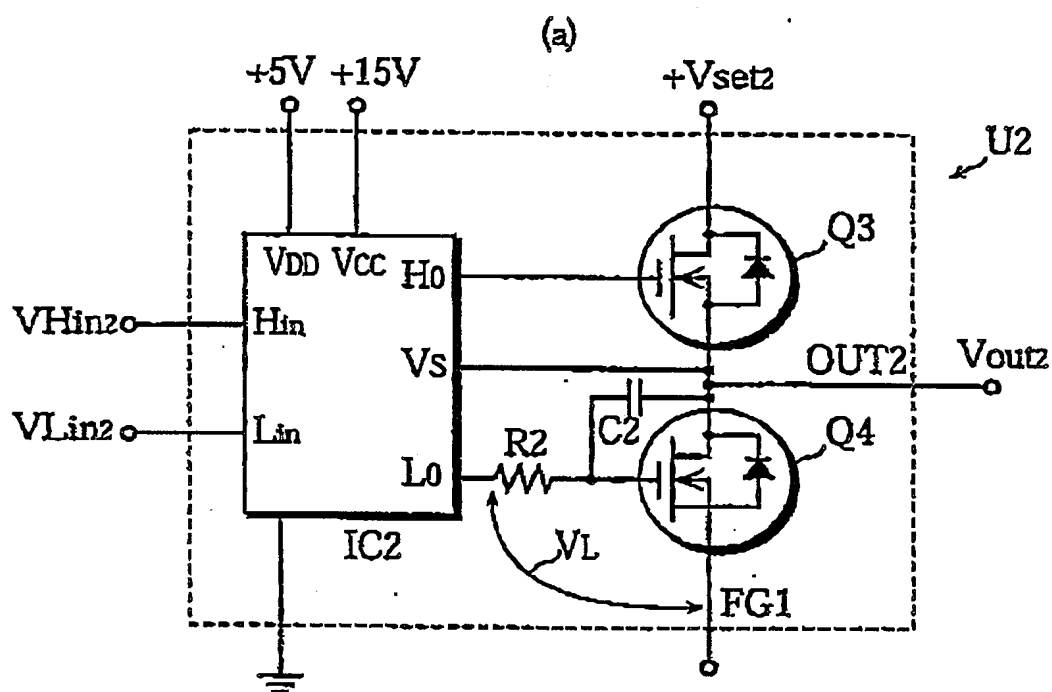 (a)
+5V +15V
+Vset2
U2
VDD VCC
H0
Q3
VHin2
Hin
VS
OUT2
Vout2
C2
VLin2
Lin
R2
Q4
L0
IC2
VL
FG1